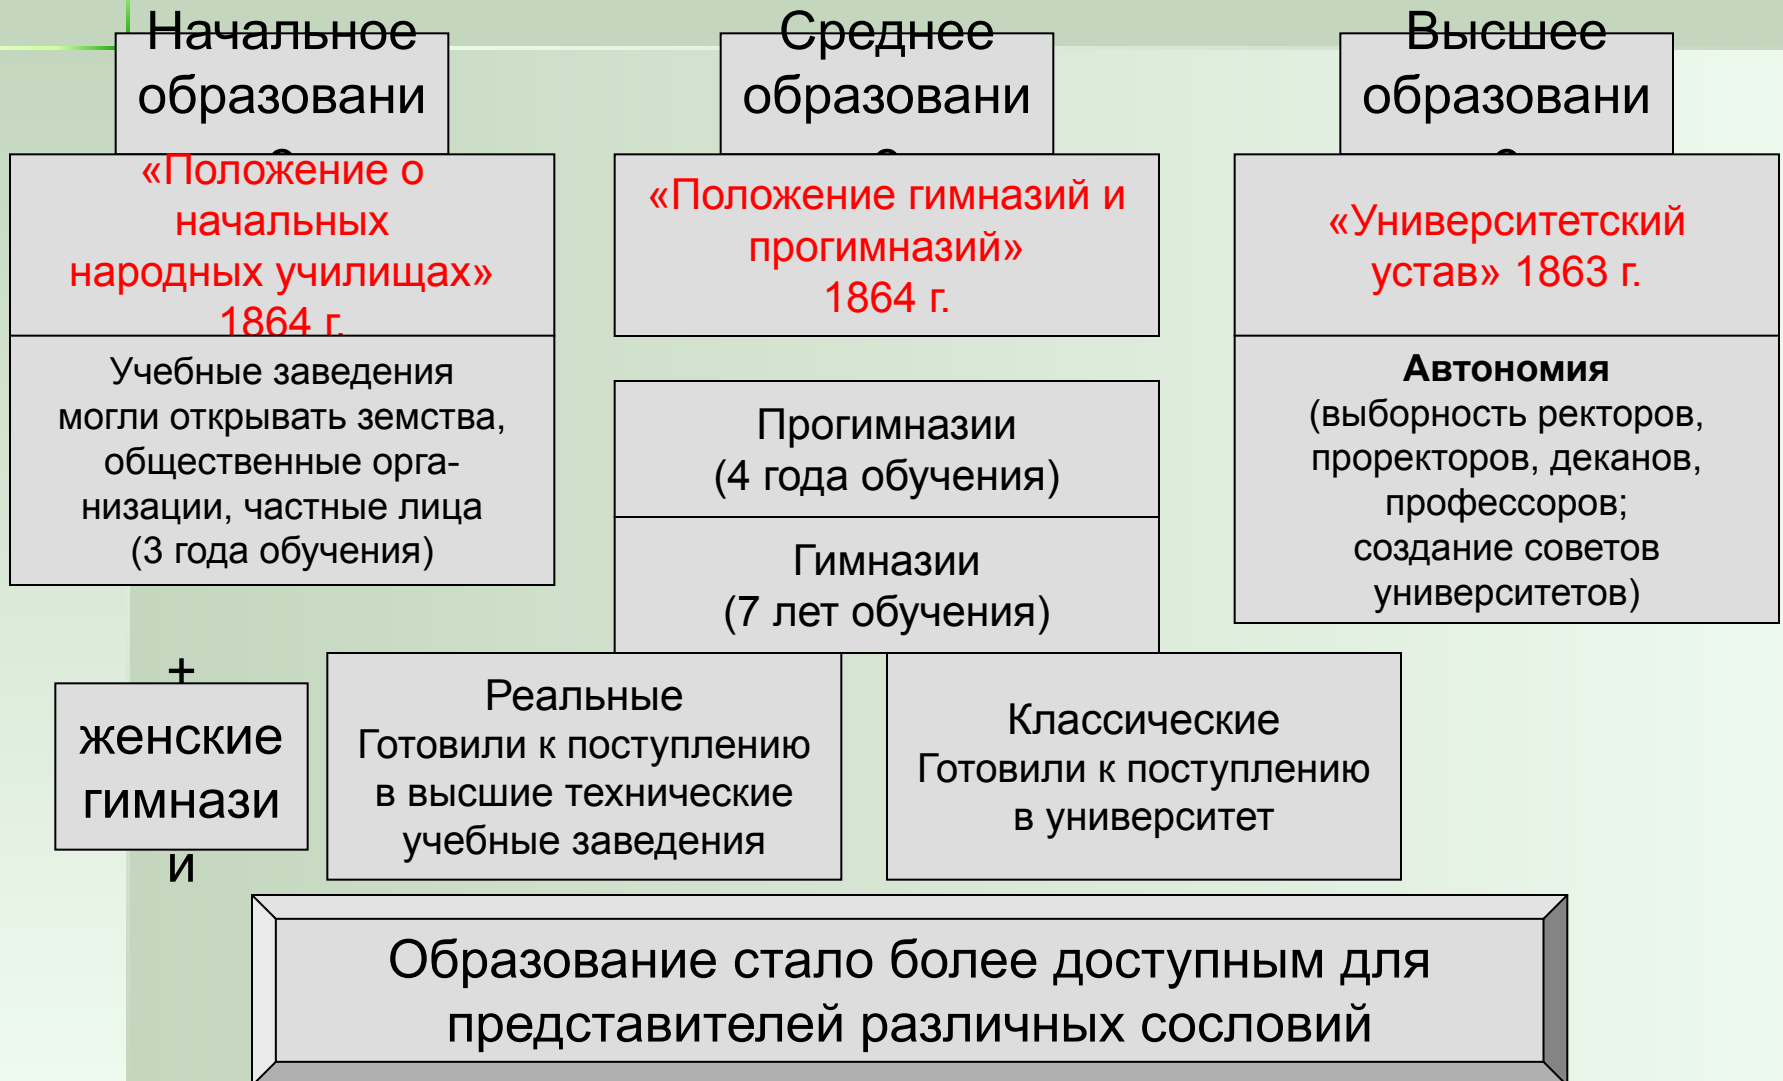 Начальное
образовани
«Положение о
начальных
народных училищах»
1864 г.
Учебные заведения
могли открывать земства,
общественные орга-
низации, частные лица
(3 года обучения)
Среднее
образовани
«Положение гимназий и
прогимназий»
1864 г.
Прогимназии
(4 года обучения)
Гимназии
(7 лет обучения)
Высшее
образовани
«Университетский
устав» 1863 г.
Автономия
(выборность ректоров,
проректоров, деканов,
профессоров;
создание советов
университетов)
+
женские
гимнази
и
Реальные
Готовили к поступлению
в высшие технические
учебные заведения
Классические
Готовили к поступлению
в университет
Образование стало более доступным для
представителей различных сословий